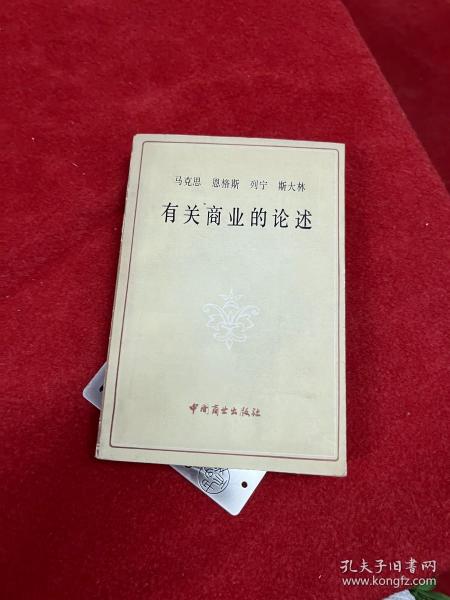 马克思 恩格斯 列宁 斯大林
有关商业的论述
中国商业出版社
孔夫子旧书网
www.kongfz.com